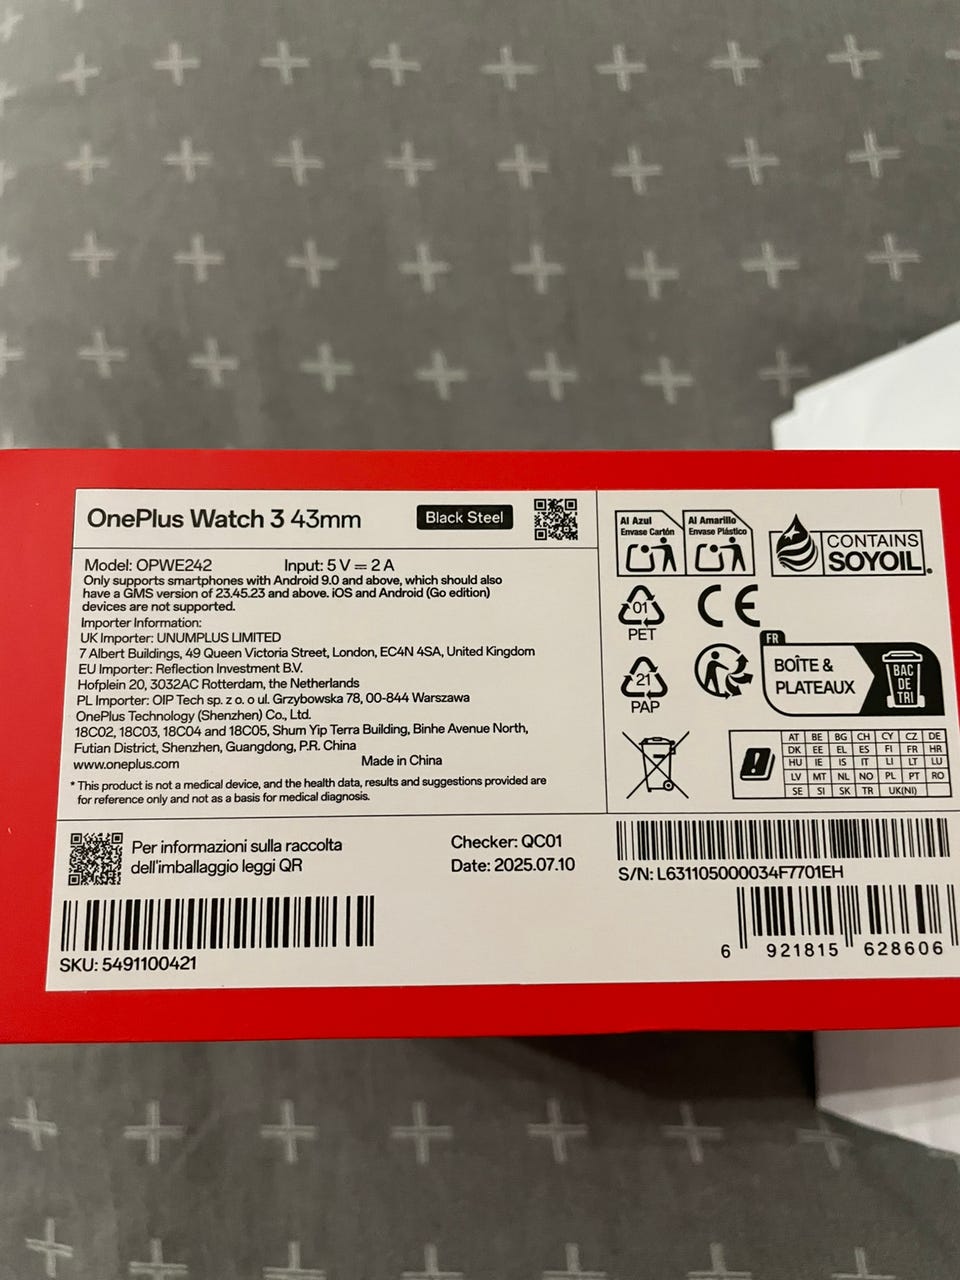 OnePlus Watch 3 43mm
Black Steel
Model: OPWE242 Input: 5 V ⎓ 2 A
Only supports smartphones with Android 9.0 and above, which should also
have a GMS version of 23.45.23 and above. iOS and Android (Go edition)
devices are not supported.
Importer Information:
UK Importer: UNUMPLUS LIMITED
7 Albert Buildings, 49 Queen Victoria Street, London, EC4N 4SA, United Kingdom
EU Importer: Reflection Investment B.V.
Hofplein 20, 3032AC Rotterdam, the Netherlands
PL Importer: OIP Tech sp. z o. o ul. Grzybowska 78, 00-844 Warszawa
OnePlus Technology (Shenzhen) Co., Ltd.
18C02, 18C03, 18C04 and 18C05, Shum Yip Terra Building, Binhe Avenue North,
Futian District, Shenzhen, Guangdong, P.R. China
www.oneplus.com Made in China
* This product is not a medical device, and the health data, results and suggestions provided are
for reference only and not as a basis for medical diagnosis.
Al Azul
Envase Cartón
Al Amarillo
Envase Plástico
CONTAINS
SOYOIL.
01
PET
CE
21
PAP
FR
BOÎTE &
PLATEAUX
BAC
DE
TRI
AT BE BG CH CY CZ DE
DK EE EL ES FI FR HR
HU IE IS IT LI LT LU
LV MT NL NO PL PT RO
SE SI SK TR UK(NI)
Per informazioni sulla raccolta
dell'imballaggio leggi QR
Checker: QC01
Date: 2025.07.10
SKU: 5491100421
S/N: L631105000034F7701EH
6 921815 628606